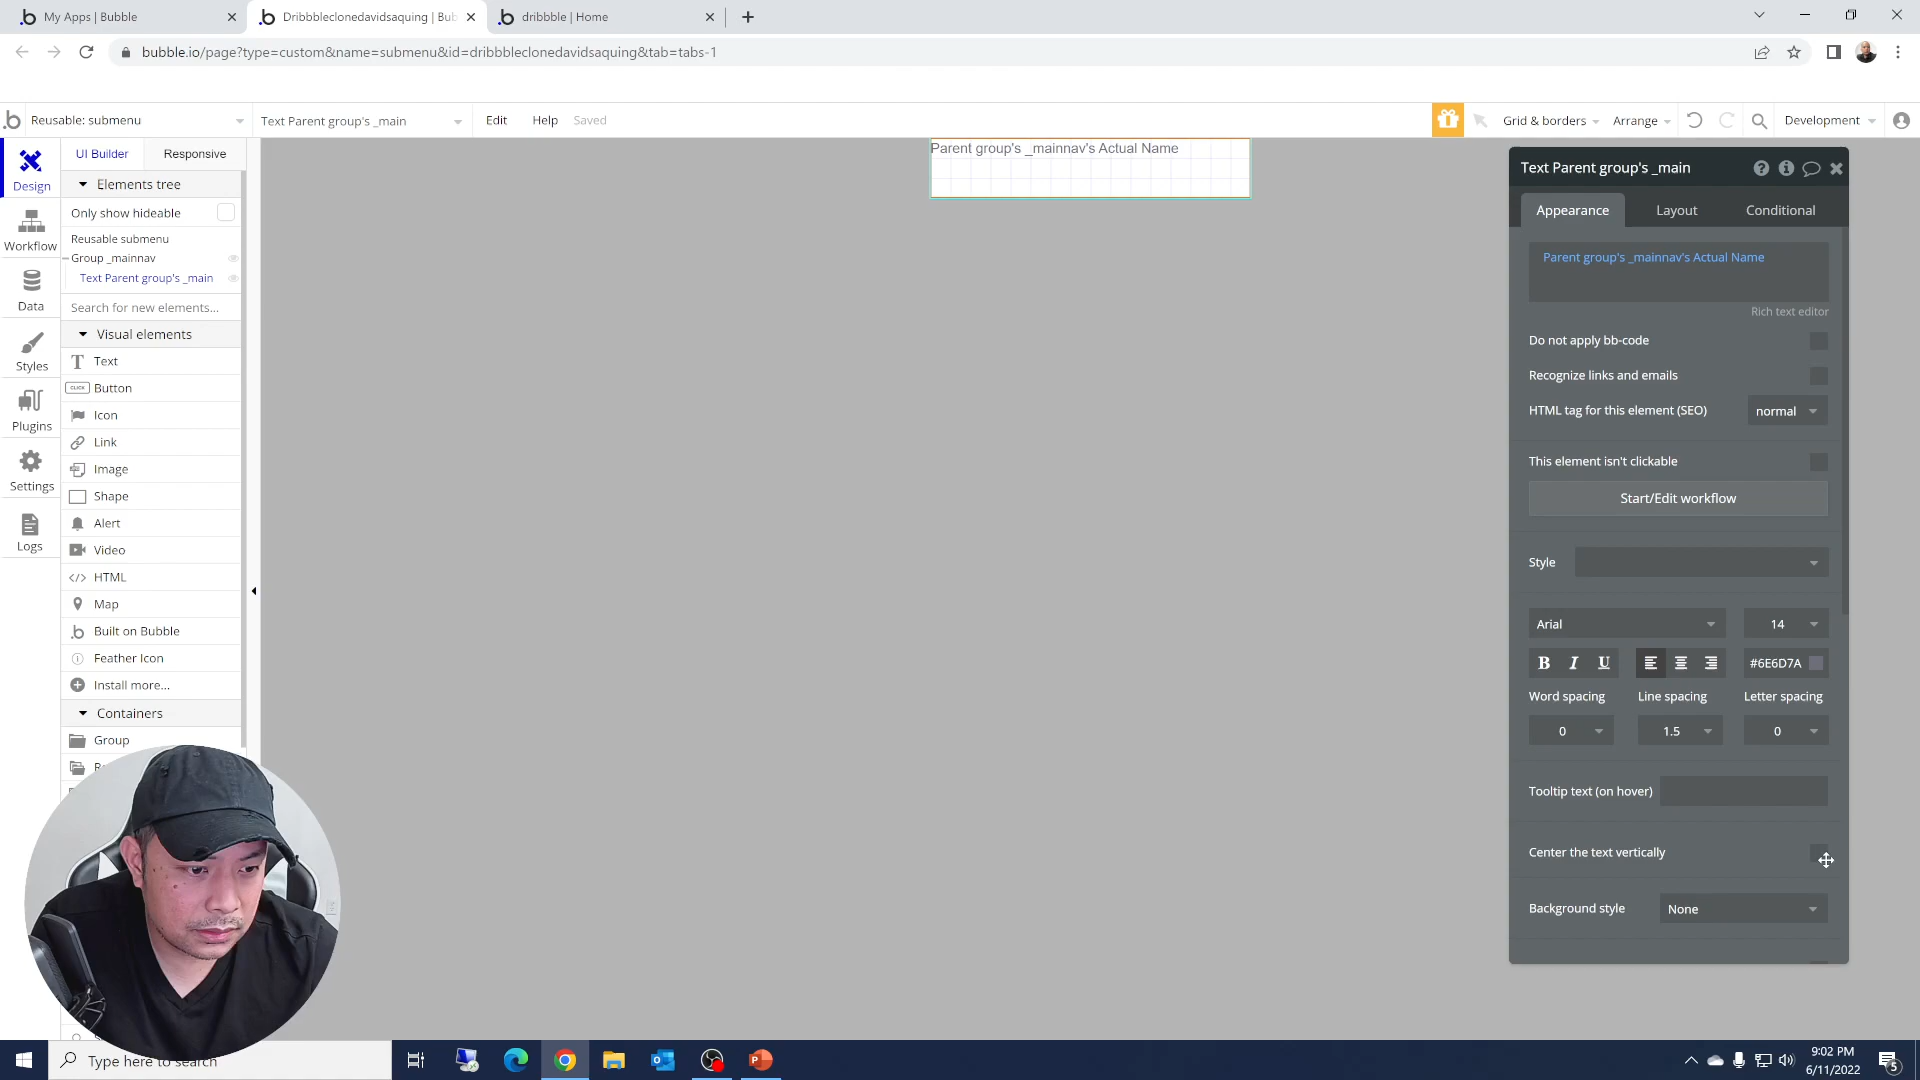 My Apps | Bubble
Dribbbleclonedavidsaquing | Bub
dribbble | Home
bubble.io/page?type=custom&name=submenu&id=dribbbleclonedavidsaquing&tab=tabs-1
Reusable: submenu
Text Parent group's _main
Edit
Help
Saved
Grid & borders
Arrange
Development
Design
Workflow
Data
Styles
Plugins
Settings
Logs
UI Builder
Responsive
Elements tree
Only show hideable
Reusable submenu
Group _mainnav
Text Parent group's _main
Search for new elements...
Visual elements
Text
CLICK Button
Icon
Link
Image
Shape
Alert
Video
</> HTML
Map
Built on Bubble
Feather Icon
Install more...
Containers
Group
Parent group's _mainnav's Actual Name
Text Parent group's _main
Appearance
Layout
Conditional
Parent group's _mainnav's Actual Name
Rich text editor
Do not apply bb-code
Recognize links and emails
HTML tag for this element (SEO)
normal
This element isn't clickable
Start/Edit workflow
Style
Arial
14
B I U
#6E6D7A
Word spacing
Line spacing
Letter spacing
0
1.5
0
Tooltip text (on hover)
Center the text vertically
Background style
None
Type here to search
9:02 PM
6/11/2022
5